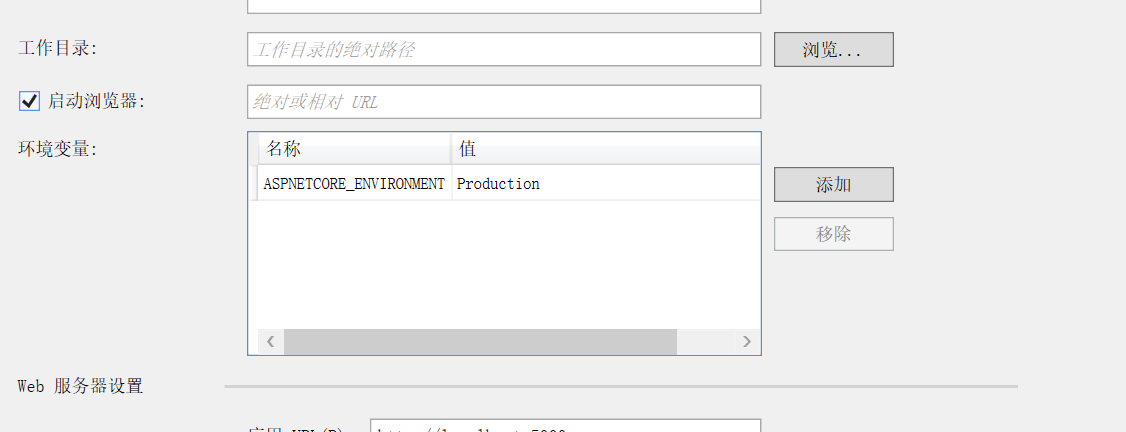 工作目录:
工作目录的绝对路径
浏览...
启动浏览器:
绝对或相对 URL
环境变量:
名称
值
ASPNETCORE_ENVIRONMENT
Production
添加
移除
Web 服务器设置